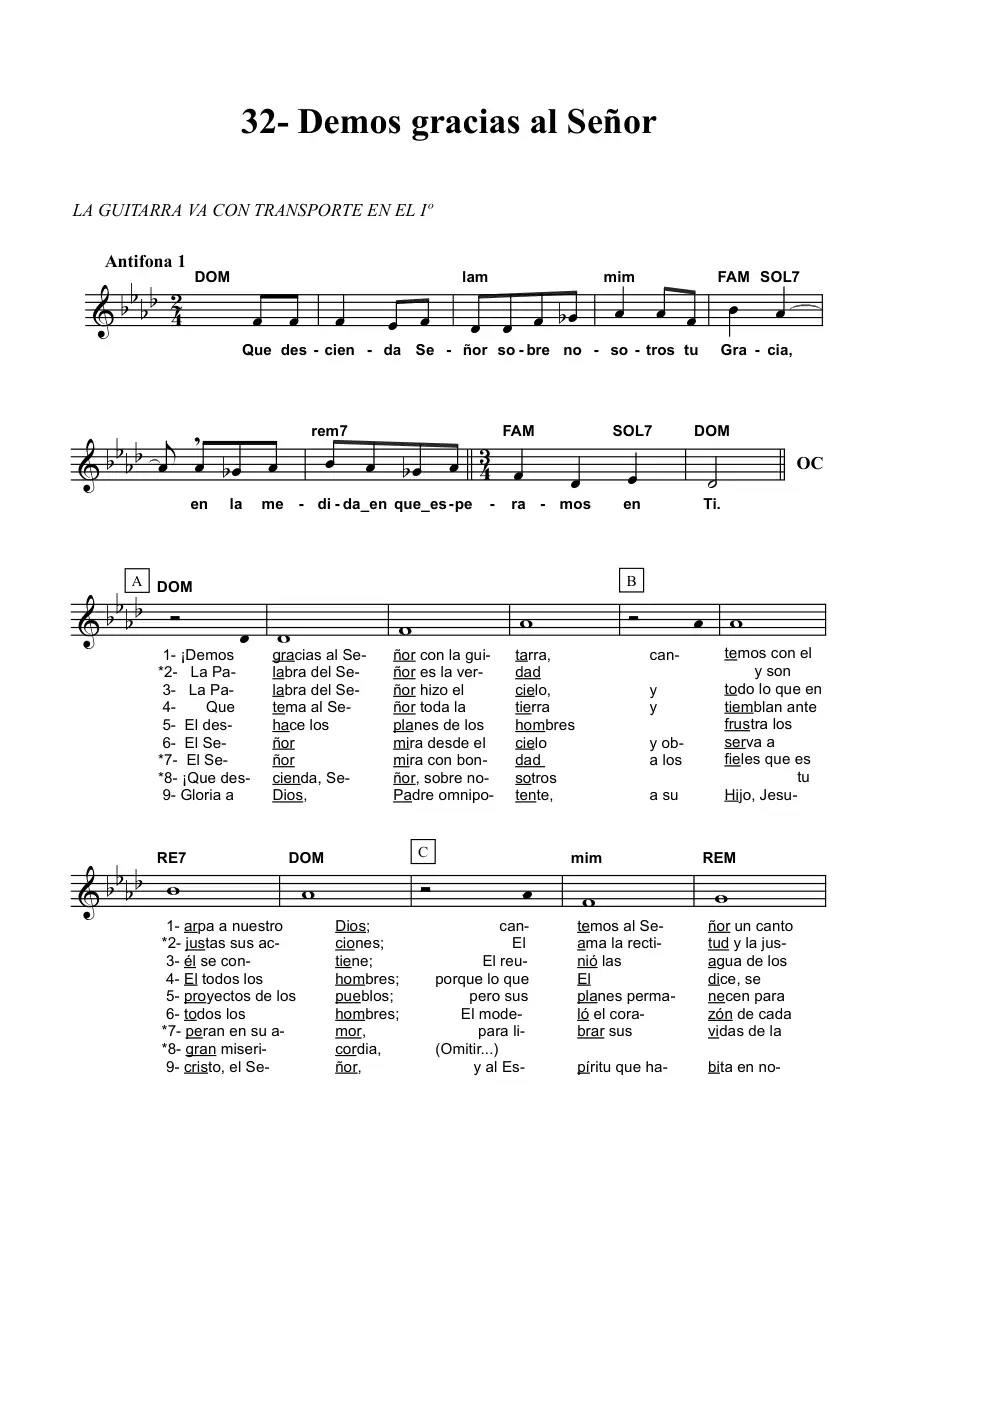 32- Demos gracias al Señor
LA GUITARRA VA CON TRANSPORTE EN EL Iº
Antifona 1
DOM lam mim FAM SOL7
2
4
Que des - cien - da Se - ñor so - bre no - so - tros tu Gra - cia,
rem7 FAM SOL7 DOM
3
4
OC
en la me - di - da_en que_es - pe - ra - mos en Ti.
A DOM B
1- ¡Demos gracias al Se- ñor con la gui- tarra, can- temos con el
*2- La Pa- labra del Se- ñor es la ver- dad y son
3- La Pa- labra del Se- ñor hizo el cielo, y todo lo que en
4- Que tema al Se- ñor toda la tierra y tiemblan ante
5- El des- hace los planes de los hombres frustra los
6- El Se- ñor mira desde el cielo y ob- serva a
*7- El Se- ñor mira con bon- dad a los fieles que es
*8- ¡Que des- cienda, Se- ñor, sobre no- sotros tu
9- Gloria a Dios, Padre omnipo- tente, a su Hijo, Jesu-
RE7 DOM C mim REM
1- arpa a nuestro Dios; can- temos al Se- ñor un canto
*2- justas sus ac- ciones; El ama la recti- tud y la jus-
3- él se con- tiene; El reu- nió las agua de los
4- El todos los hombres; porque lo que El dice, se
5- proyectos de los pueblos; pero sus planes perma- necen para
6- todos los hombres; El mode- ló el cora- zón de cada
*7- peran en su a- mor, para li- brar sus vidas de la
*8- gran miseri- cordia, (Omitir...)
9- cristo, el Se- ñor, y al Es- píritu que ha- bita en no-